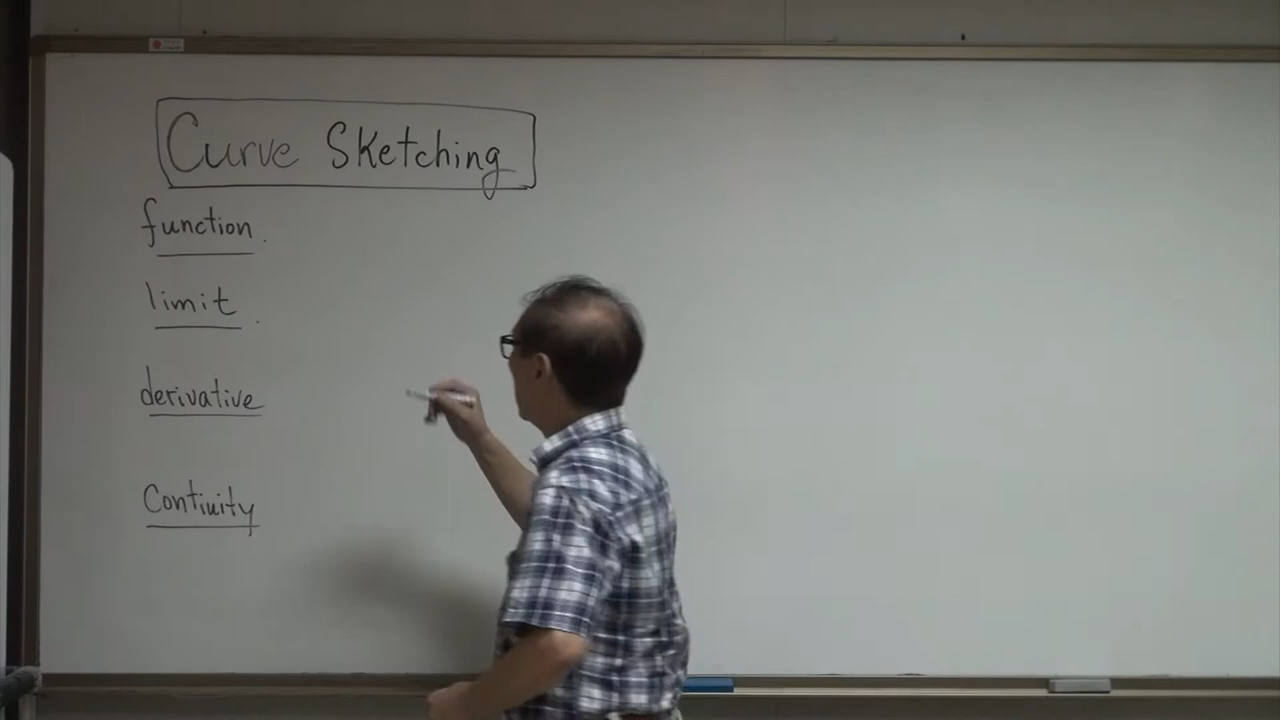 Curve Sketching
function.
limit.
derivative
Contiuity